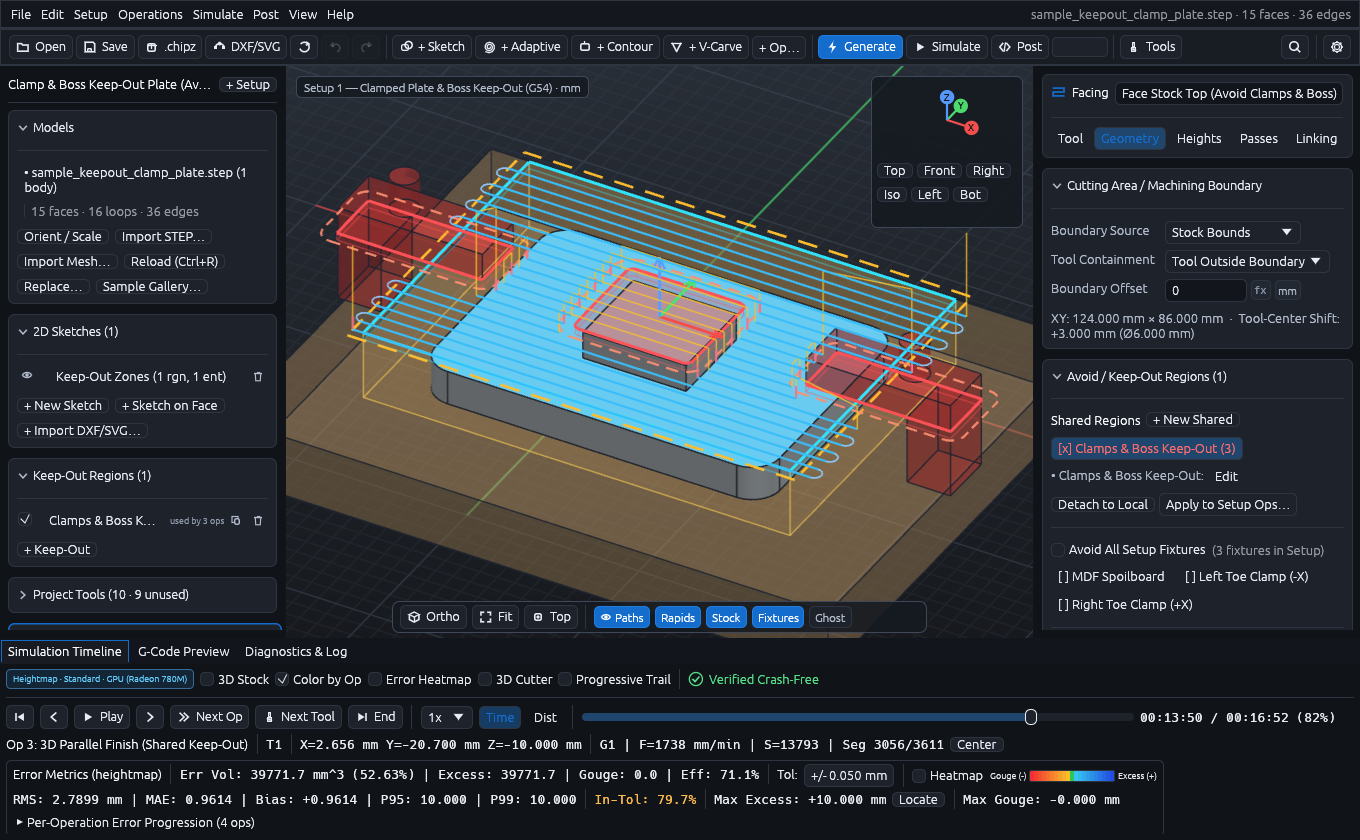 File Edit Setup Operations Simulate Post View Help
sample_keepout_clamp_plate.step · 15 faces · 36 edges
Open Save .chipz DXF/SVG + Sketch + Adaptive + Contour + V-Carve + Op... Generate Simulate Post Tools
Clamp & Boss Keep-Out Plate (Av... + Setup
Models
• sample_keepout_clamp_plate.step (1 body)
15 faces · 16 loops · 36 edges
Orient / Scale Import STEP...
Import Mesh... Reload (Ctrl+R)
Replace... Sample Gallery...
2D Sketches (1)
Keep-Out Zones (1 rgn, 1 ent)
+ New Sketch + Sketch on Face
+ Import DXF/SVG...
Keep-Out Regions (1)
Clamps & Boss K... used by 3 ops
+ Keep-Out
Project Tools (10 · 9 unused)
Setup 1 — Clamped Plate & Boss Keep-Out (G54) · mm
Z
Y
X
Top Front Right
Iso Left Bot
Ortho Fit Top Paths Rapids Stock Fixtures Ghost
Facing Face Stock Top (Avoid Clamps & Boss)
Tool Geometry Heights Passes Linking
Cutting Area / Machining Boundary
Boundary Source Stock Bounds
Tool Containment Tool Outside Boundary
Boundary Offset 0 fx mm
XY: 124.000 mm × 86.000 mm · Tool-Center Shift:
+3.000 mm (Ø6.000 mm)
Avoid / Keep-Out Regions (1)
Shared Regions + New Shared
[x] Clamps & Boss Keep-Out (3)
• Clamps & Boss Keep-Out: Edit
Detach to Local Apply to Setup Ops...
Avoid All Setup Fixtures (3 fixtures in Setup)
[ ] MDF Spoilboard [ ] Left Toe Clamp (-X)
[ ] Right Toe Clamp (+X)
Simulation Timeline G-Code Preview Diagnostics & Log
Heightmap · Standard · GPU (Radeon 780M) 3D Stock Color by Op Error Heatmap 3D Cutter Progressive Trail Verified Crash-Free
Play Next Op Next Tool End 1x Time Dist 00:13:50 / 00:16:52 (82%)
Op 3: 3D Parallel Finish (Shared Keep-Out) T1 X=2.656 mm Y=-20.700 mm Z=-10.000 mm G1 | F=1738 mm/min | S=13793 | Seg 3056/3611 Center
Error Metrics (heightmap) Err Vol: 39771.7 mm^3 (52.63%) | Excess: 39771.7 | Gouge: 0.0 | Eff: 71.1% Tol: +/-0.050 mm Heatmap Gouge (-) Excess (+)
RMS: 2.7899 mm | MAE: 0.9614 | Bias: +0.9614 | P95: 10.000 | P99: 10.000 In-Tol: 79.7% Max Excess: +10.000 mm Locate Max Gouge: -0.000 mm
Per-Operation Error Progression (4 ops)